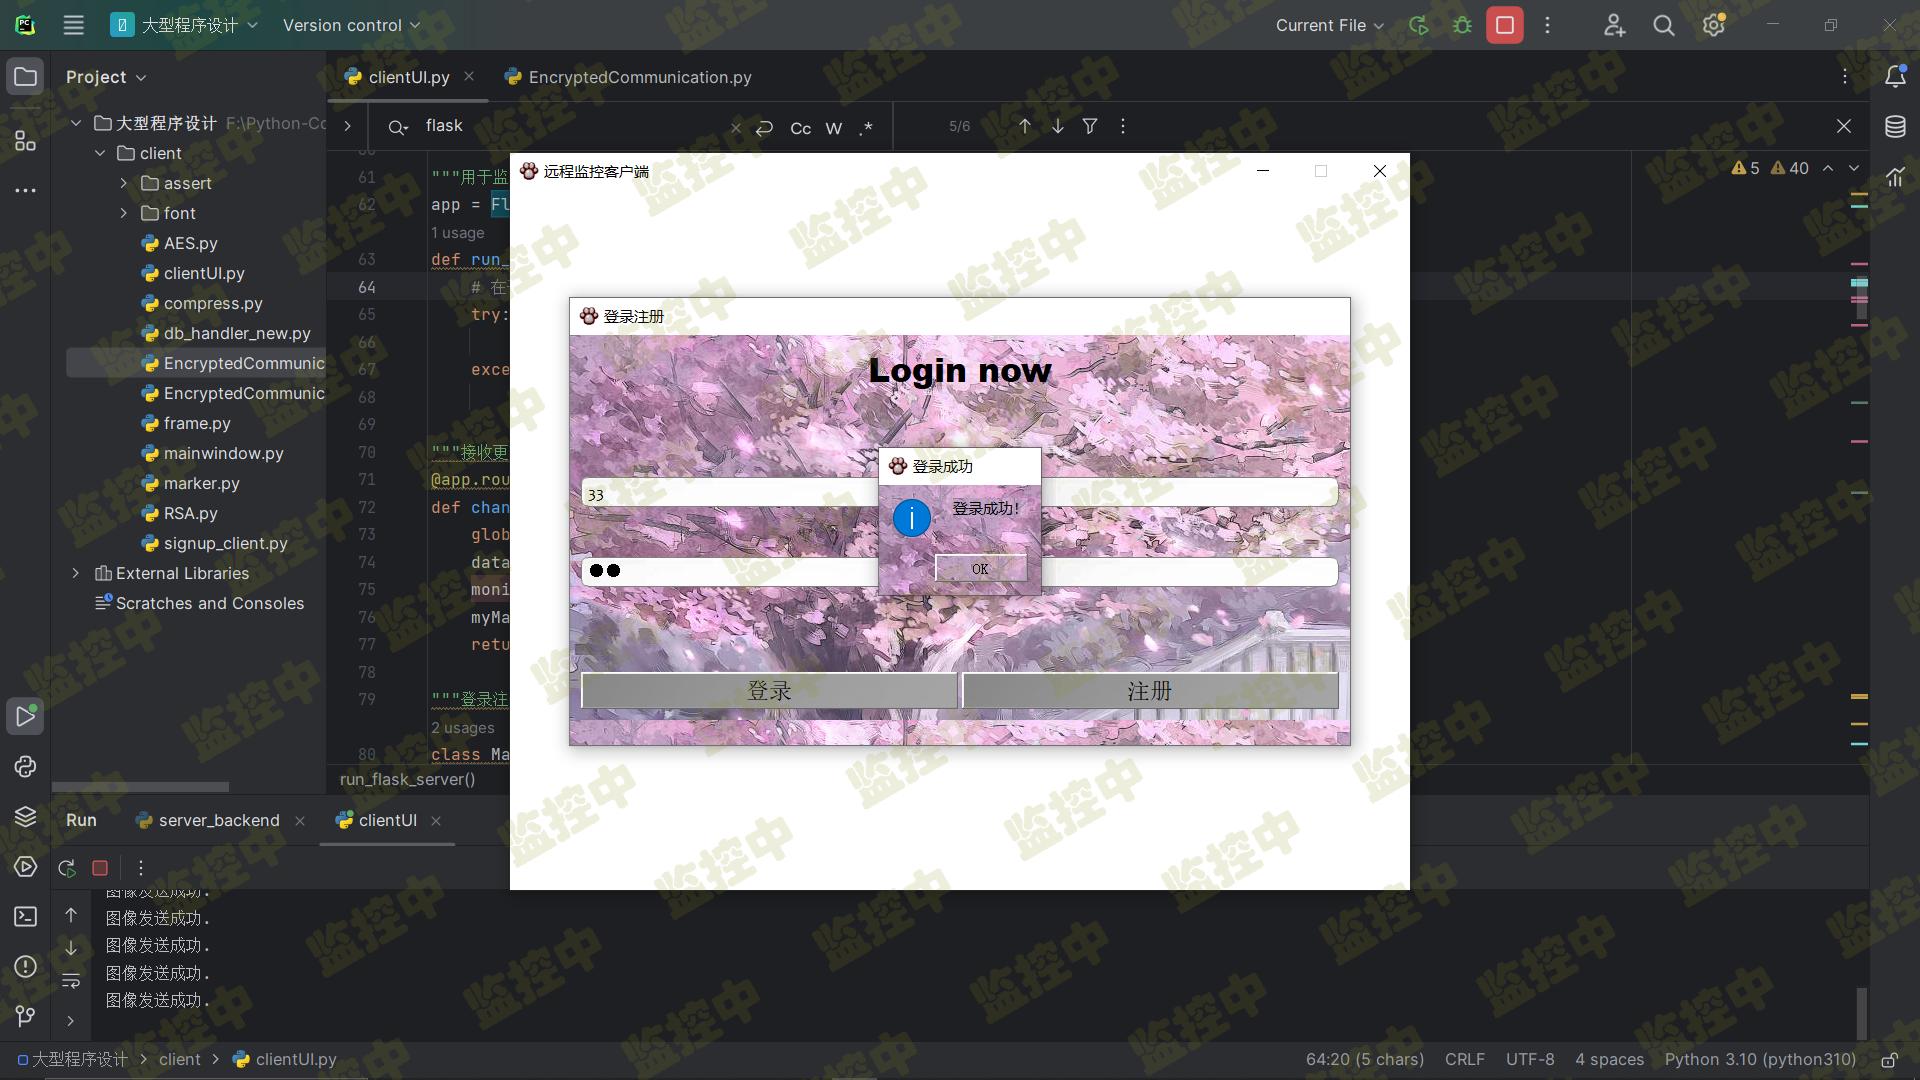 大型程序设计
Version control
Current File
Project
clientUI.py
EncryptedCommunication.py
大型程序设计 F:\Python-Co
client
assert
font
AES.py
clientUI.py
compress.py
db_handler_new.py
EncryptedCommunic
EncryptedCommunic
frame.py
mainwindow.py
marker.py
RSA.py
signup_client.py
External Libraries
Scratches and Consoles
flask
Cc W .*
5/6
5 40
61 """用于监
62 app = Fl
1 usage
63 def run_
64 # 在
65 try:
66
67 exce
68
69
70 """接收更
71 @app.rou
72 def chan
73 glob
74 data
75 moni
76 myMa
77 retu
78
79 """登录注
2 usages
80 class Ma
run_flask_server()
远程监控客户端
登录注册
Login now
33
登录成功
登录成功！
OK
登录
注册
Run
server_backend
clientUI
图像发送成功.
图像发送成功.
图像发送成功.
图像发送成功.
图像发送成功.
大型程序设计 > client > clientUI.py
64:20 (5 chars)
CRLF
UTF-8
4 spaces
Python 3.10 (python310)
监控中